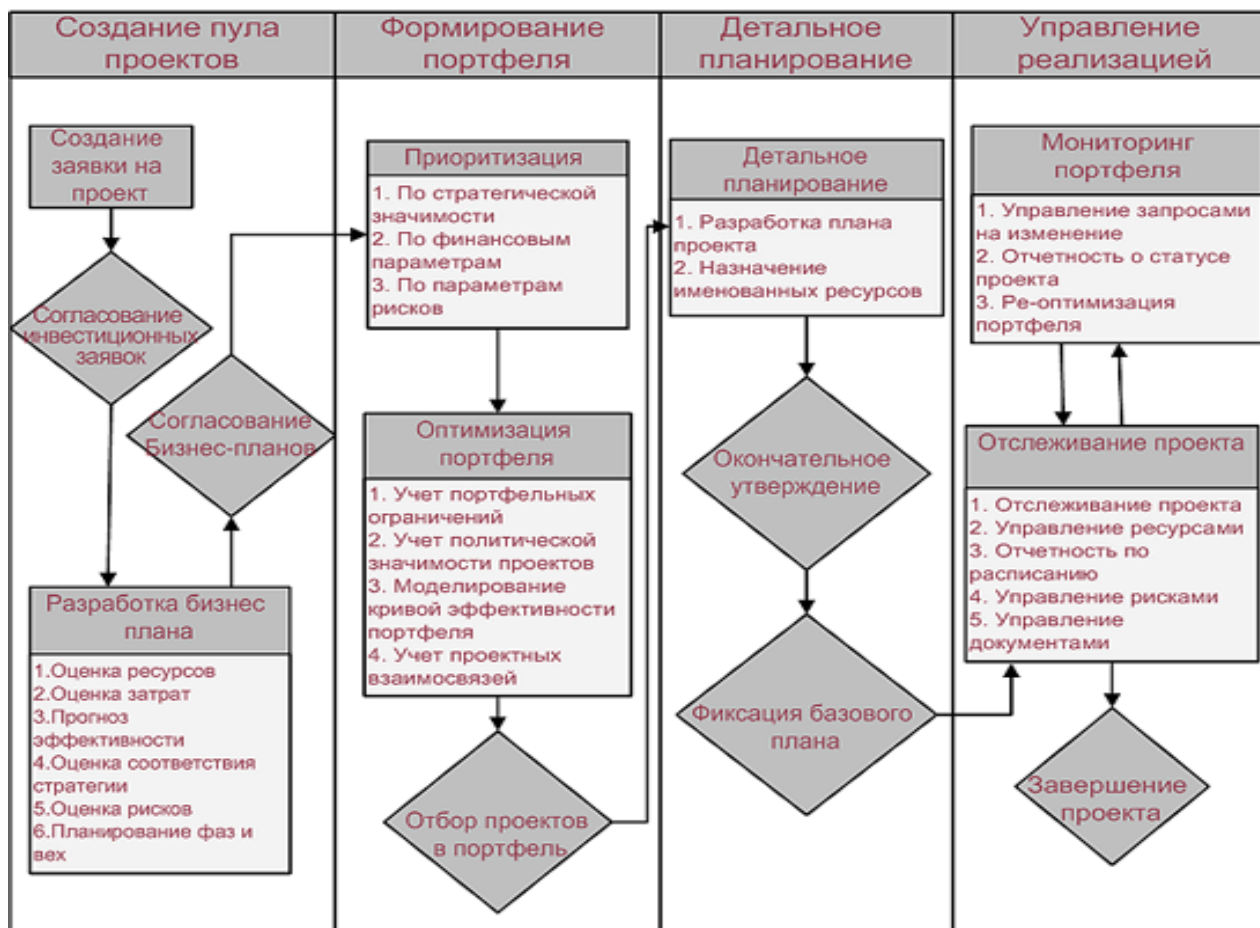 Создание пула
проектов
Создание
заявки на
проект
Согласование
инвестиционных
заявок
Согласование
Бизнес-планов
Разработка бизнес
плана
1.Оценка ресурсов
2.Оценка затрат
3.Прогноз
эффективности
4.Оценка соответствия
стратегии
5.Оценка рисков
6.Планирование фаз и
вех
Формирование
портфеля
Приоритизация
1. По стратегической
значимости
2. По финансовым
параметрам
3. По параметрам
рисков
Оптимизация
портфеля
1. Учет портфельных
ограничений
2. Учет политической
значимости проектов
3. Моделирование
кривой эффективности
портфеля
4. Учет проектных
взаимосвязей
Отбор проектов
в портфель
Детальное
планирование
Детальное
планирование
1. Разработка плана
проекта
2. Назначение
именованных ресурсов
Окончательное
утверждение
Фиксация базового
плана
Управление
реализацией
Мониторинг
портфеля
1. Управление запросами
на изменение
2. Отчетность о статусе
проекта
3. Ре-оптимизация
портфеля
Отслеживание проекта
1. Отслеживание проекта
2. Управление ресурсами
3. Отчетность по
расписанию
4. Управление рисками
5. Управление
документами
Завершение
проекта